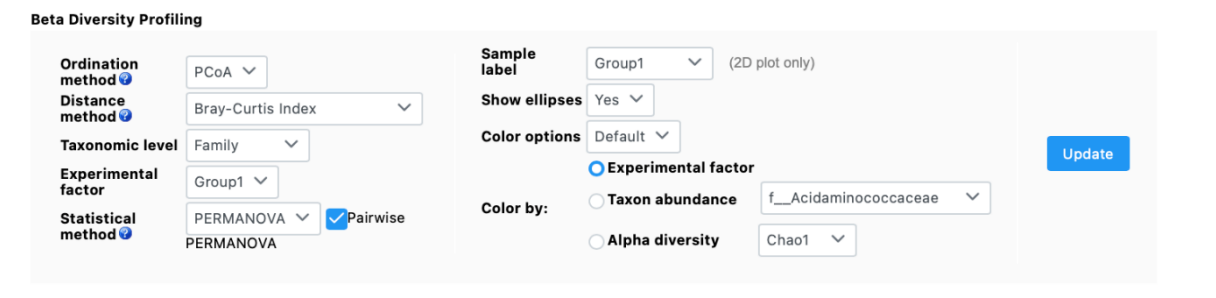 Beta Diversity Profiling
Ordination
method ?
PCoA
Distance
method ?
Bray-Curtis Index
Taxonomic level
Family
Experimental
factor
Group1
Statistical
method ?
PERMANOVA
Pairwise
PERMANOVA
Sample
label
Group1
(2D plot only)
Show ellipses
Yes
Color options
Default
Color by:
Experimental factor
Taxon abundance
f__Acidaminococcaceae
Alpha diversity
Chao1
Update